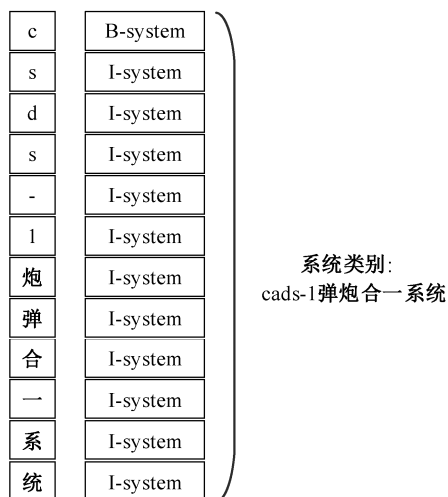 c B-system
s I-system
d I-system
s I-system
- I-system
1 I-system
炮 I-system
弹 I-system
合 I-system
一 I-system
系 I-system
统 I-system
系统类别:
cads-1弹炮合一系统